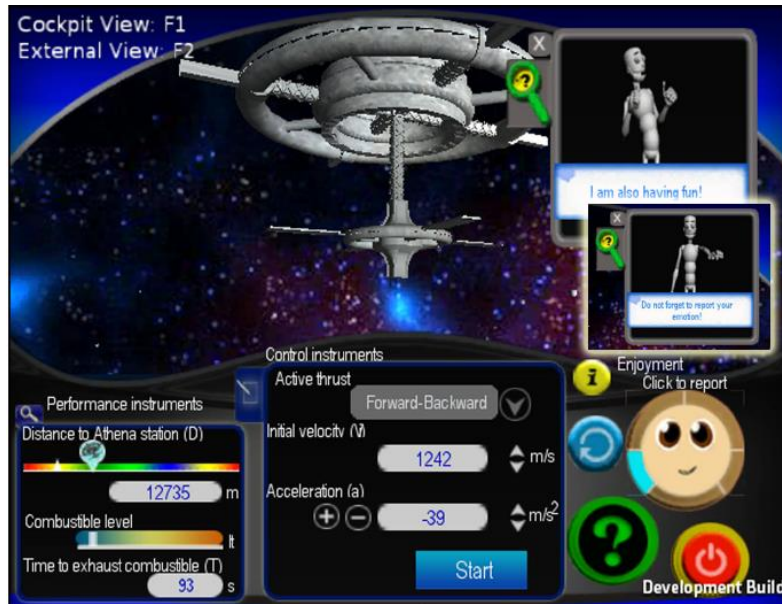 Cockpit View: F1
External View: F2
X
?
I am also having fun!
X
?
Do not forget to report your
emotion!
Control instruments
Active thrust
Forward-Backward
Initial velocity (V)
1242 m/s
Acceleration (a)
-39 m/s²
Start
Performance instruments
Distance to Athena station (D)
12735 m
Combustible level
lt
Time to exhaust combustible (T)
93 s
i
Enjoyment
Click to report
?
Development Build